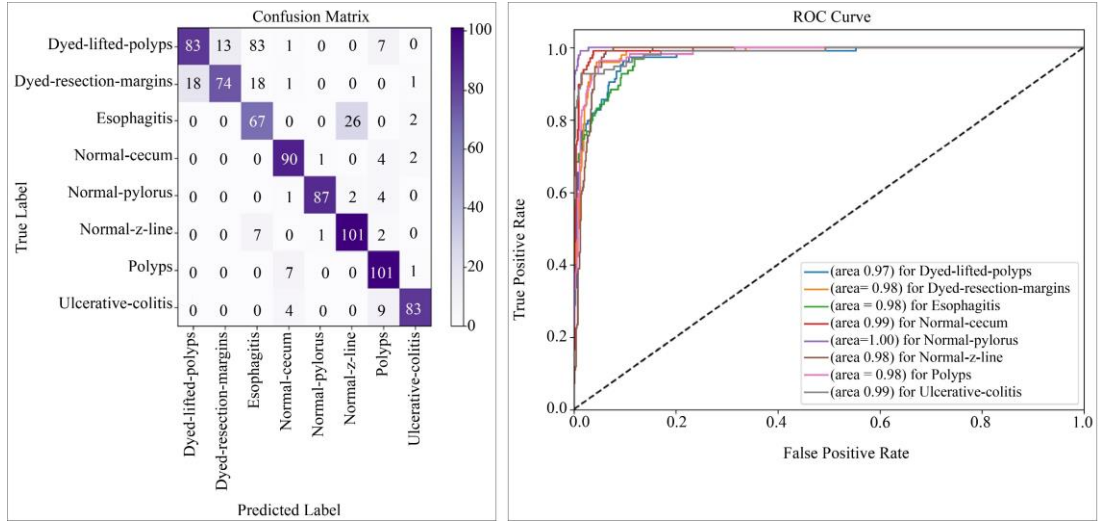 Confusion Matrix
Dyed-lifted-polyps 83 13 83 1 0 0 7 0
Dyed-resection-margins 18 74 18 1 0 0 0 1
Esophagitis 0 0 67 0 0 26 0 2
Normal-cecum 0 0 0 90 1 0 4 2
Normal-pylorus 0 0 0 1 87 2 4 0
Normal-z-line 0 0 7 0 1 101 2 0
Polyps 0 0 0 7 0 0 101 1
Ulcerative-colitis 0 0 0 4 0 0 9 83
True Label
Dyed-lifted-polyps
Dyed-resection-margins
Esophagitis
Normal-cecum
Normal-pylorus
Normal-z-line
Polyps
Ulcerative-colitis
Predicted Label
100
80
60
40
20
0
ROC Curve
True Positive Rate
1.0
0.8
0.6
0.4
0.2
0.0
(area 0.97) for Dyed-lifted-polyps
(area= 0.98) for Dyed-resection-margins
(area = 0.98) for Esophagitis
(area 0.99) for Normal-cecum
(area=1.00) for Normal-pylorus
(area 0.98) for Normal-z-line
(area = 0.98) for Polyps
(area 0.99) for Ulcerative-colitis
0.0 0.2 0.4 0.6 0.8 1.0
False Positive Rate